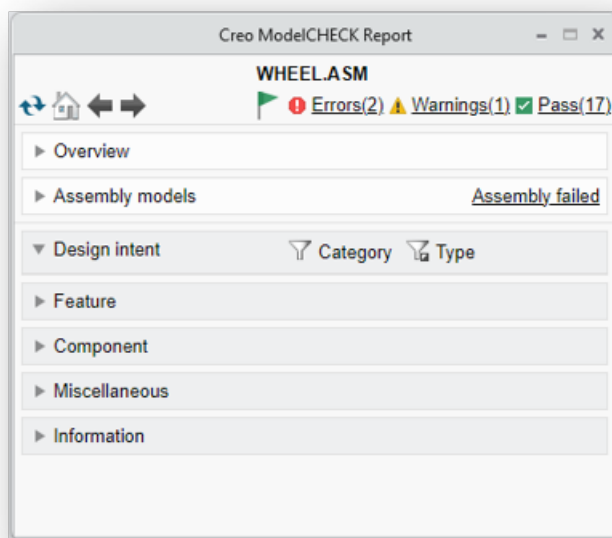 Creo ModelCHECK Report
WHEEL.ASM
Errors(2) Warnings(1) Pass(17)
Overview
Assembly models Assembly failed
Design intent Category Type
Feature
Component
Miscellaneous
Information